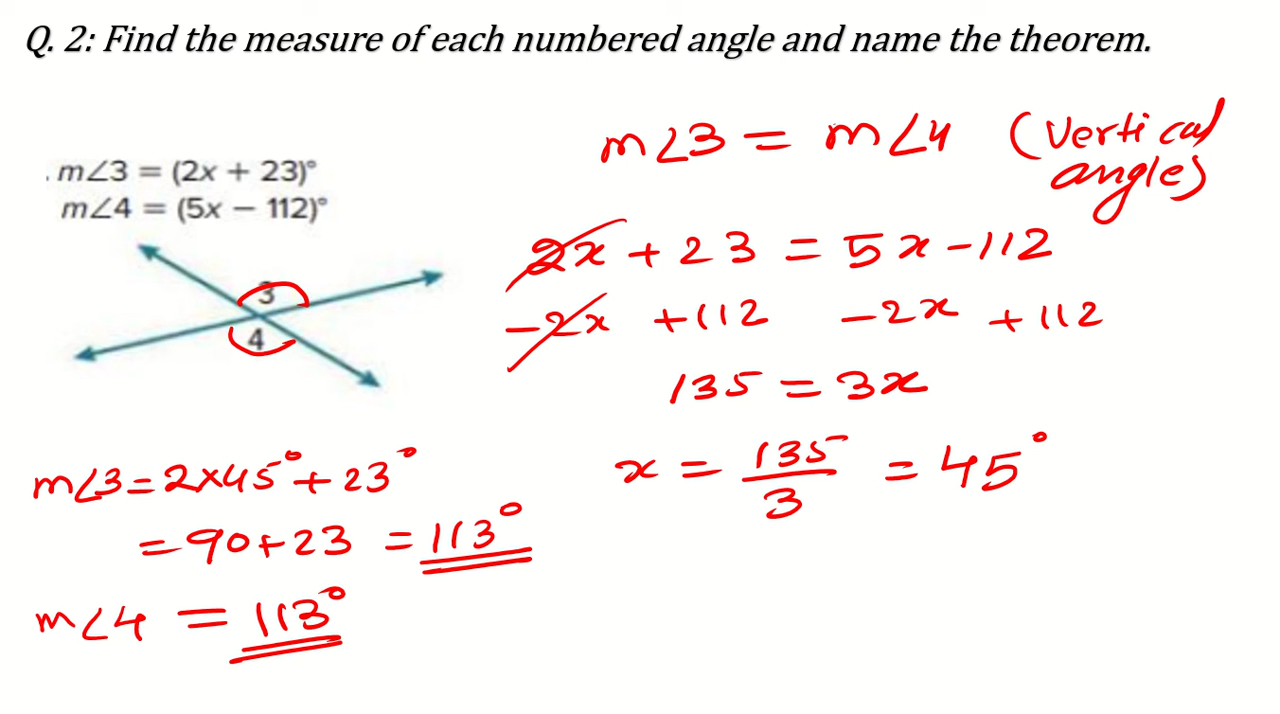 Q. 2: Find the measure of each numbered angle and name the theorem.
. m∠3 = (2x + 23)°
m∠4 = (5x − 112)°
3
4
m∠3 = m∠4 (vertical
angles)
2x + 23 = 5x - 112
-2x +112 -2x +112
135 = 3x
x = 135/3 = 45°
m∠3 = 2×45° + 23°
= 90+23 = 113°
m∠4 = 113°